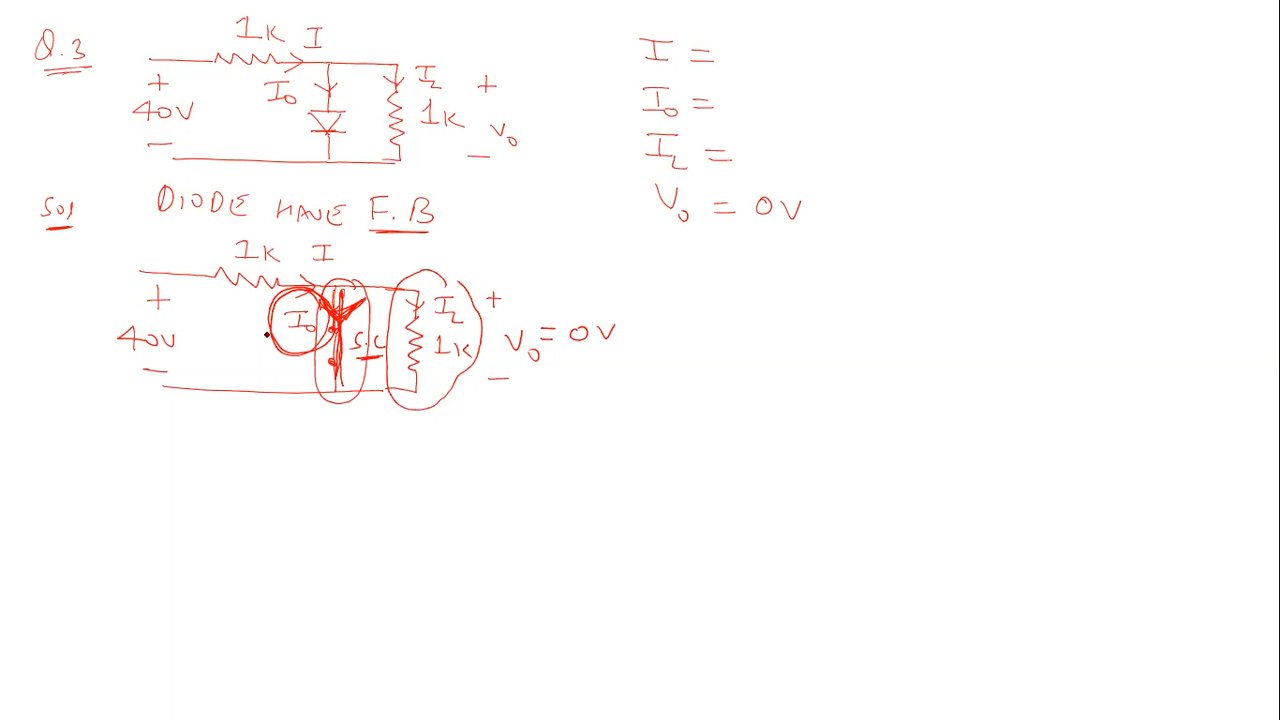 Q.3
1K I
+ I₀ I_L +
40V 1K V₀
- -
I =
I₀ =
I_L =
V₀ = 0V
Sol
DIODE HAVE F.B
1K I
+ I₀ I_L +
40V S.C 1K V₀ = 0V
- -